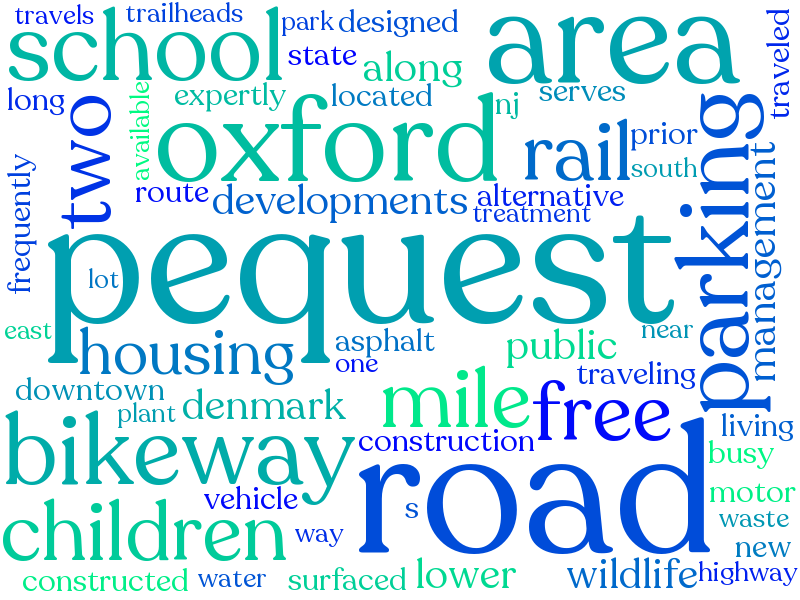 travels
trailheads
park
designed
school
state
area
traveled
along
long
available
expertly
located
nj
serves
two
oxford
rail
prior
south
parking
management
frequently
route
developments
alternative
treatment
pequest
lot
east
housing
asphalt
one
public
near
traveling
downtown
plant
denmark
mile
free
living
bikeway
construction
road
busy
children
vehicle
s
way
motor
waste
new
constructed
water
surfaced
lower
wildlife
highway